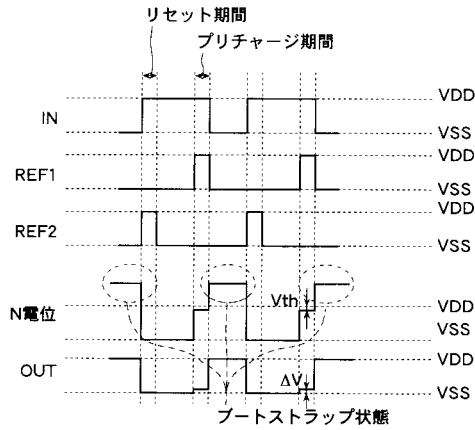 リセット期間
プリチャージ期間
IN
VDD
VSS
REF1
VDD
VSS
REF2
VDD
VSS
N電位
Vth
VDD
VSS
OUT
VDD
ΔV
VSS
ブートストラップ状態